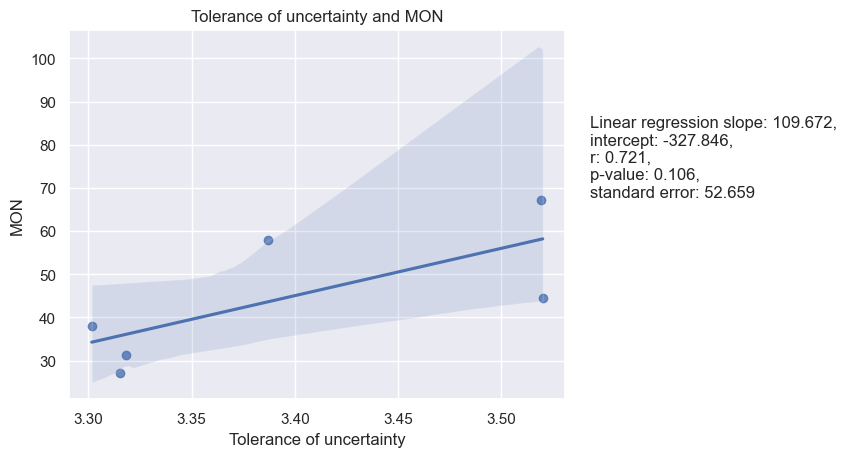 Tolerance of uncertainty and MON
100
90
80
70
60
50
40
30
MON
3.30 3.35 3.40 3.45 3.50
Tolerance of uncertainty
Linear regression slope: 109.672,
intercept: -327.846,
r: 0.721,
p-value: 0.106,
standard error: 52.659